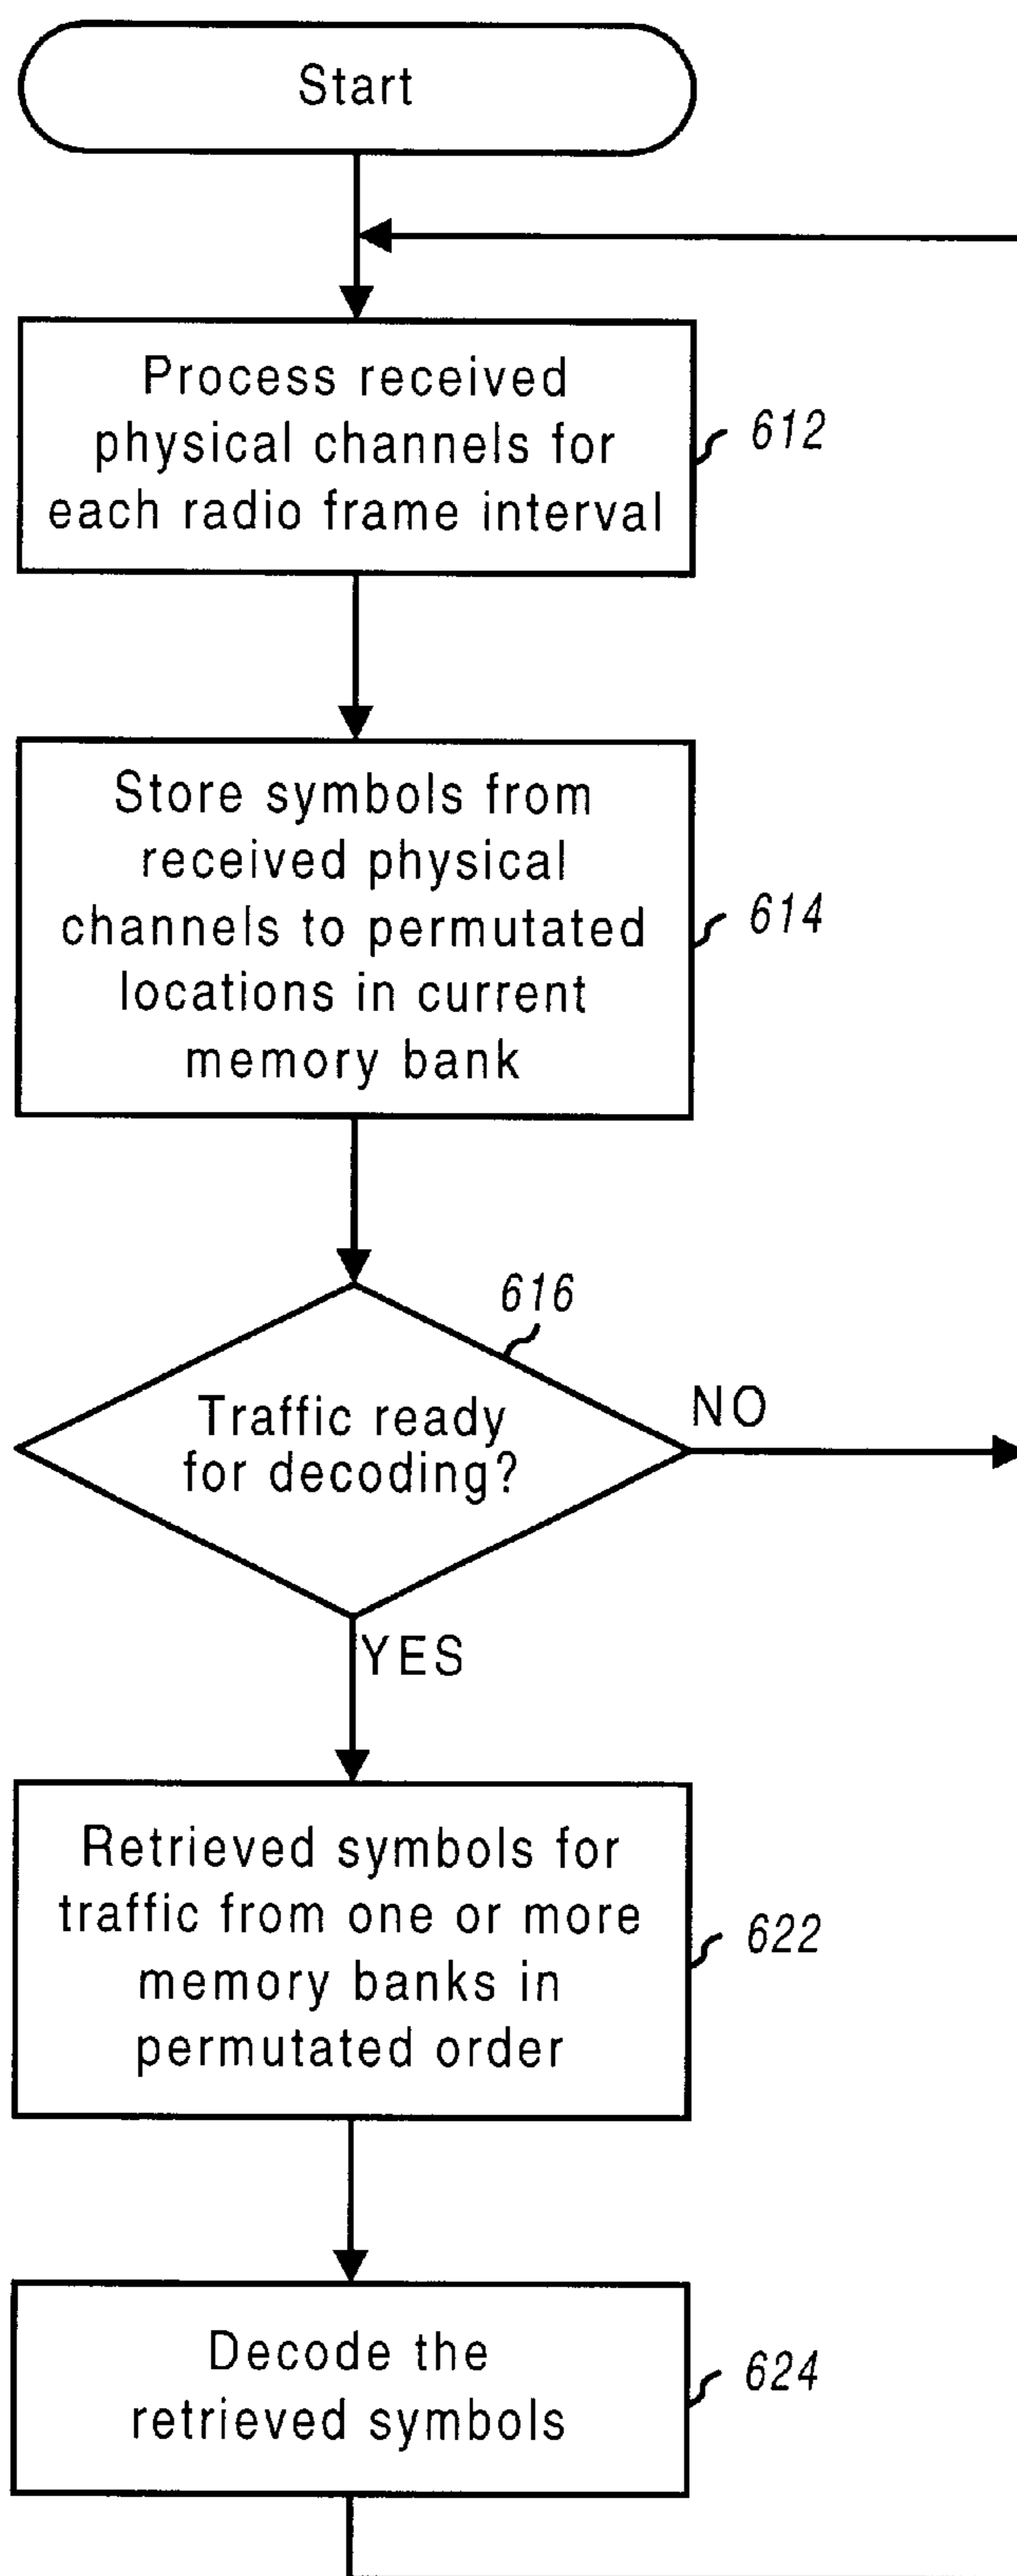 Start
Process received
physical channels for
each radio frame interval
612
Store symbols from
received physical
channels to permutated
locations in current
memory bank
614
616
Traffic ready
for decoding?
NO
YES
Retrieved symbols for
traffic from one or more
memory banks in
permutated order
622
Decode the
retrieved symbols
624